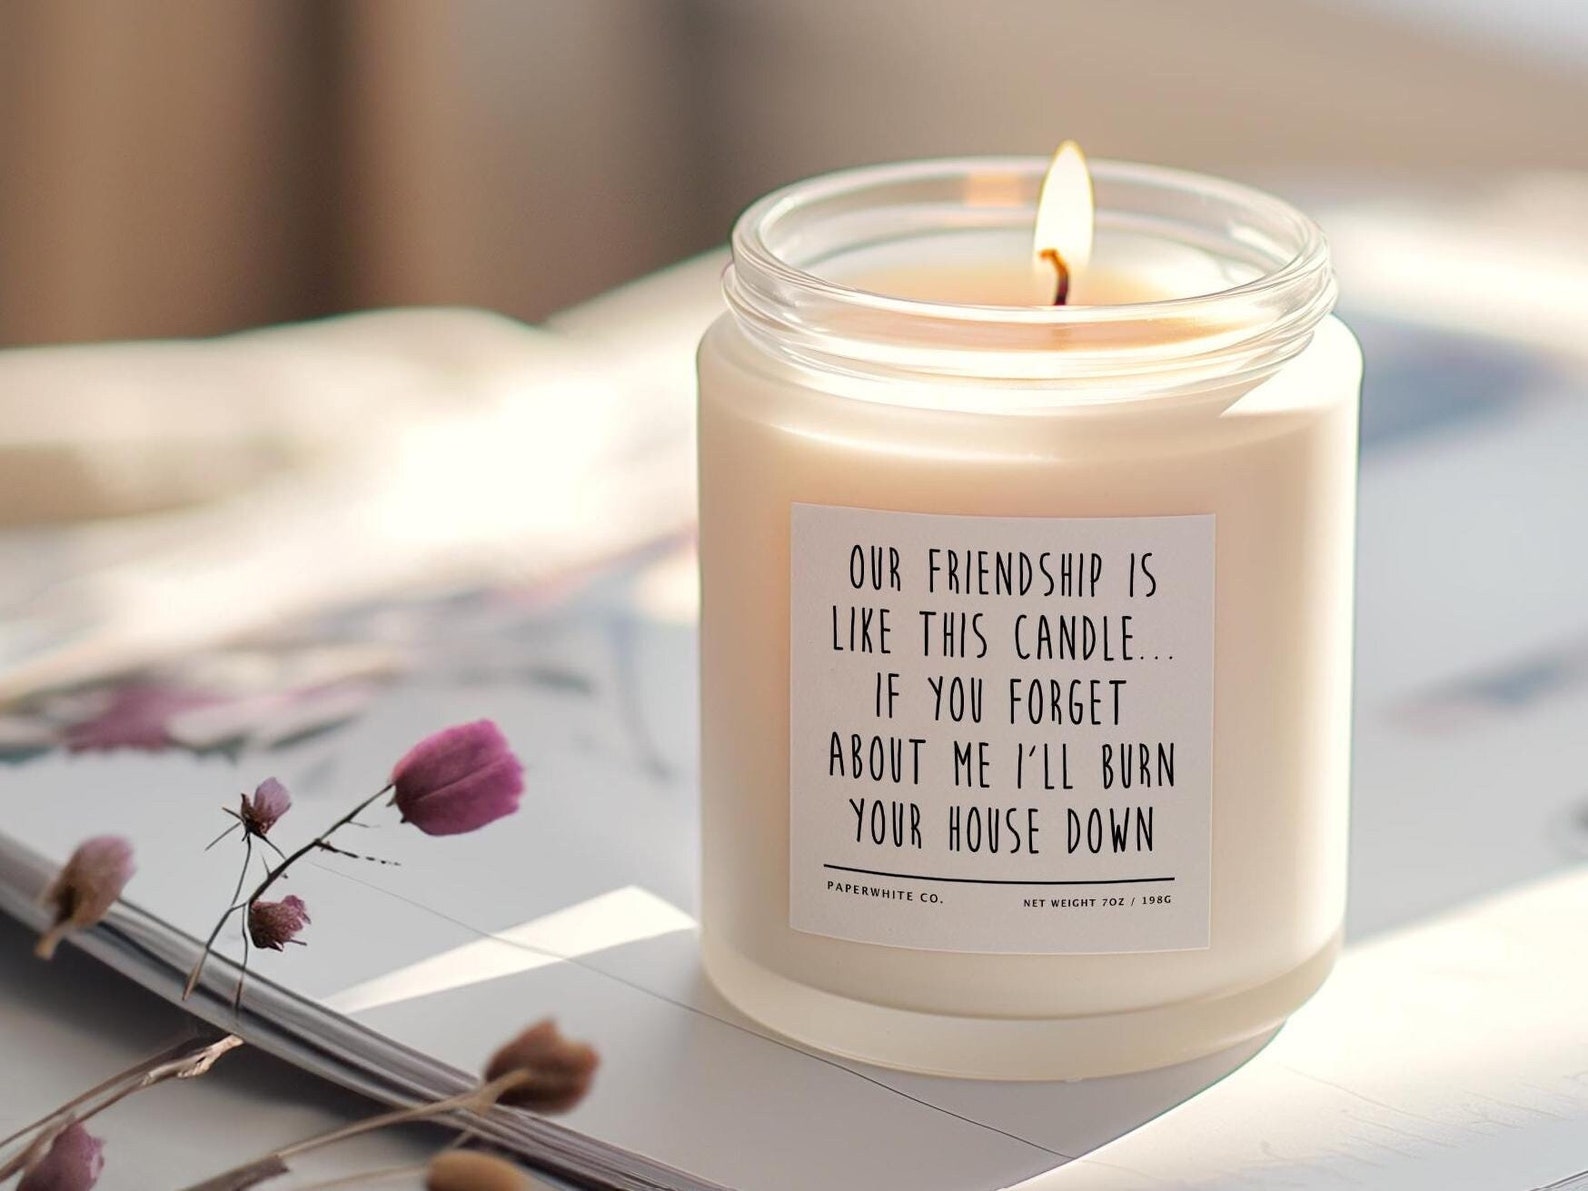 OUR FRIENDSHIP IS
LIKE THIS CANDLE...
IF YOU FORGET
ABOUT ME I'LL BURN
YOUR HOUSE DOWN
PAPERWHITE CO.
NET WEIGHT 7OZ / 198G